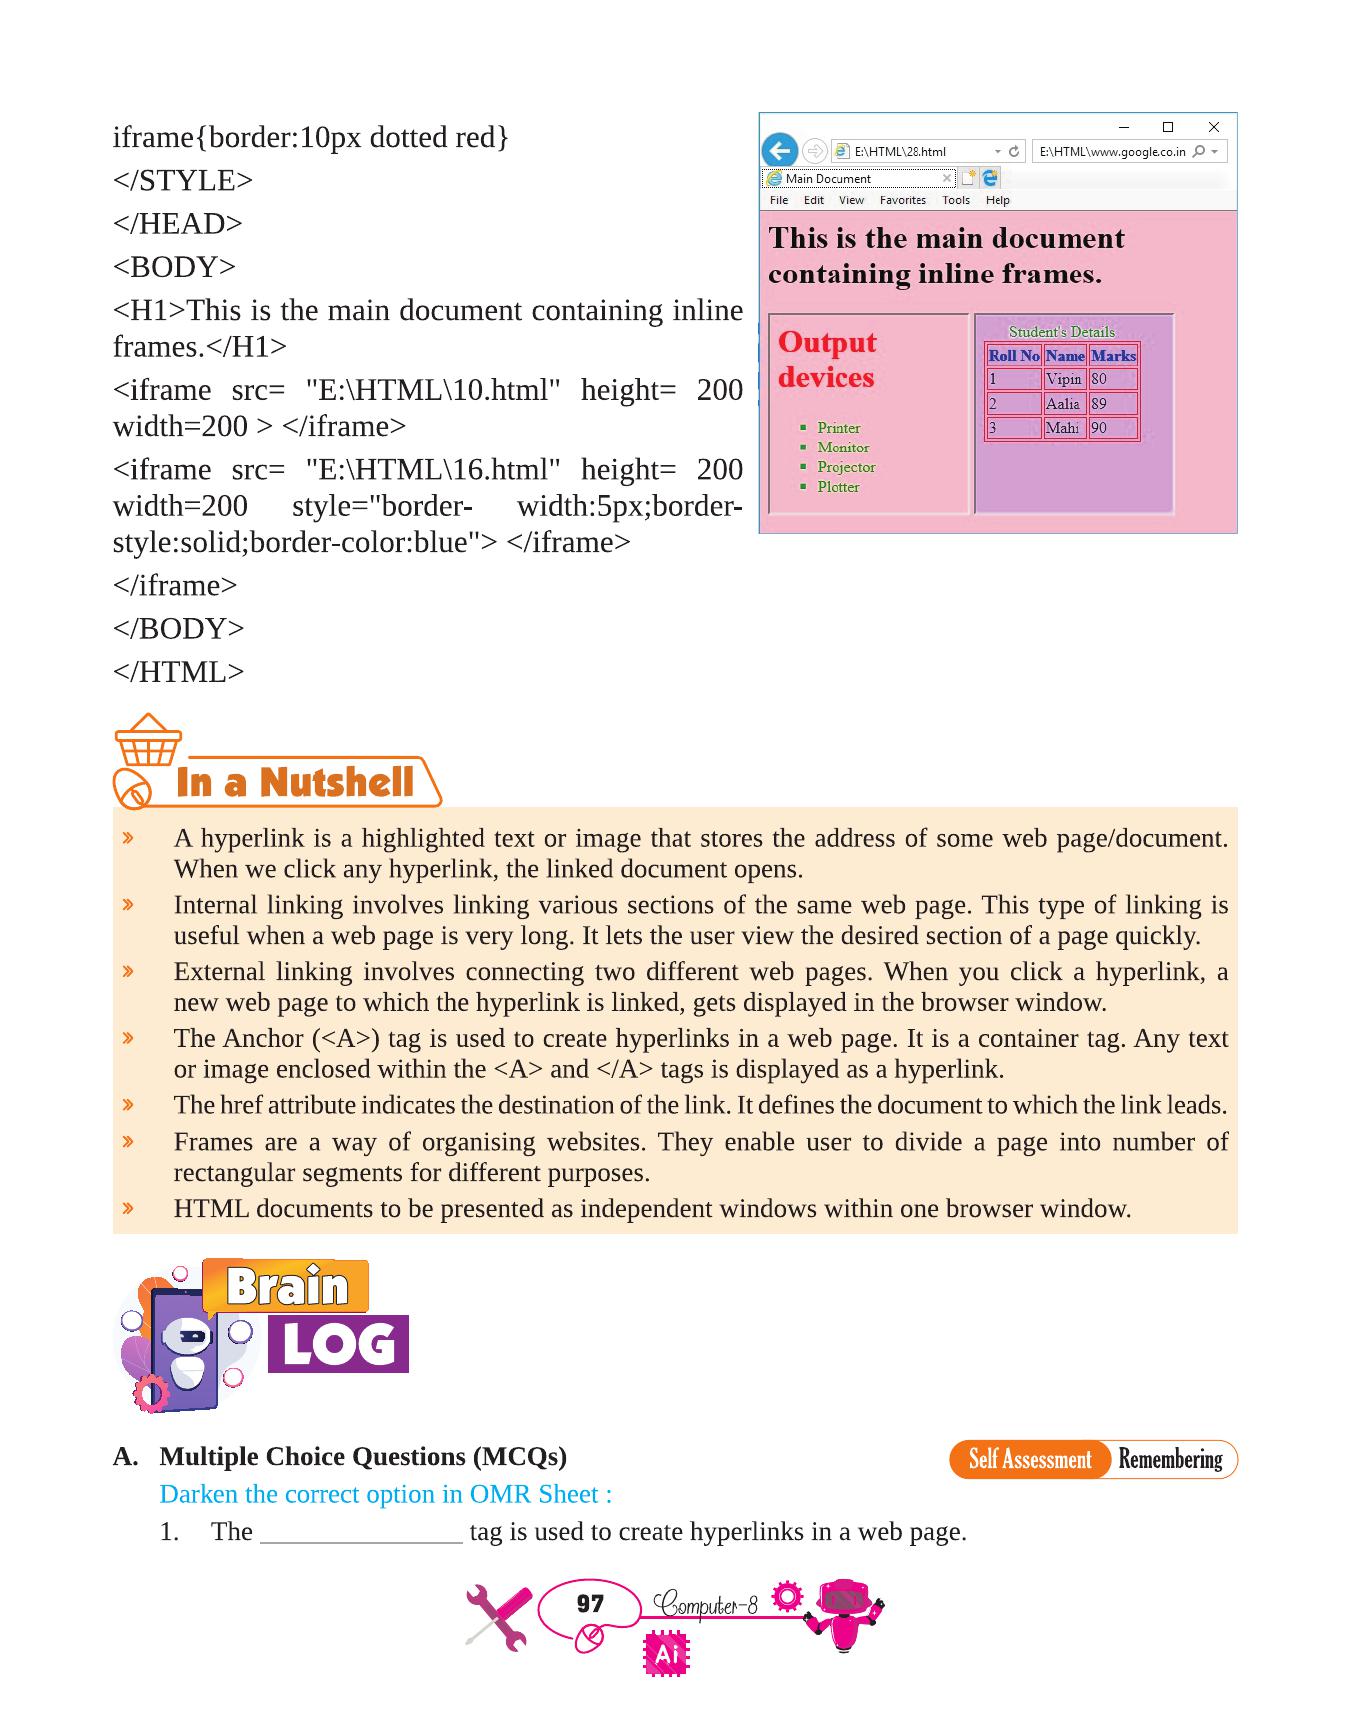 iframe{border:10px dotted red}
</STYLE>
</HEAD>
<BODY>
<H1>This is the main document containing inline
frames.</H1>
<iframe src= "E:\HTML\10.html" height= 200
width=200 > </iframe>
<iframe src= "E:\HTML\16.html" height= 200
width=200 style="border- width:5px;border-
style:solid;border-color:blue"> </iframe>
</iframe>
</BODY>
</HTML>
E:\HTML\28.html
E:\HTML\www.google.co.in
Main Document
File Edit View Favorites Tools Help
This is the main document
containing inline frames.
Output
devices
Printer
Monitor
Projector
Plotter
Student's Details
Roll No Name Marks
1 Vipin 80
2 Aalia 89
3 Mahi 90
In a Nutshell
» A hyperlink is a highlighted text or image that stores the address of some web page/document.
When we click any hyperlink, the linked document opens.
» Internal linking involves linking various sections of the same web page. This type of linking is
useful when a web page is very long. It lets the user view the desired section of a page quickly.
» External linking involves connecting two different web pages. When you click a hyperlink, a
new web page to which the hyperlink is linked, gets displayed in the browser window.
» The Anchor (<A>) tag is used to create hyperlinks in a web page. It is a container tag. Any text
or image enclosed within the <A> and </A> tags is displayed as a hyperlink.
» The href attribute indicates the destination of the link. It defines the document to which the link leads.
» Frames are a way of organising websites. They enable user to divide a page into number of
rectangular segments for different purposes.
» HTML documents to be presented as independent windows within one browser window.
Brain
LOG
A. Multiple Choice Questions (MCQs)
Self Assessment Remembering
Darken the correct option in OMR Sheet :
1. The _______________ tag is used to create hyperlinks in a web page.
97 Computer-8
Ai